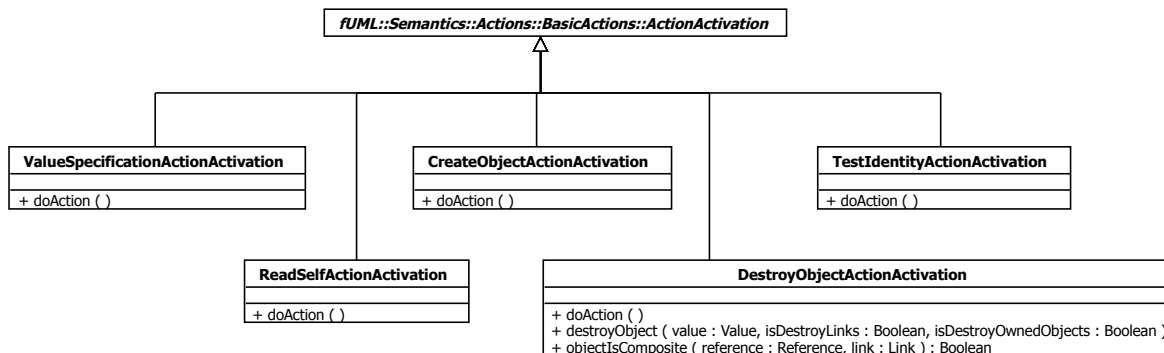 fUML::Semantics::Actions::BasicActions::ActionActivation
ValueSpecificationActionActivation
+ doAction ( )
CreateObjectActionActivation
+ doAction ( )
TestIdentityActionActivation
+ doAction ( )
ReadSelfActionActivation
+ doAction ( )
DestroyObjectActionActivation
+ doAction ( )
+ destroyObject ( value : Value, isDestroyLinks : Boolean, isDestroyOwnedObjects : Boolean )
+ objectIsComposite ( reference : Reference, link : Link ) : Boolean